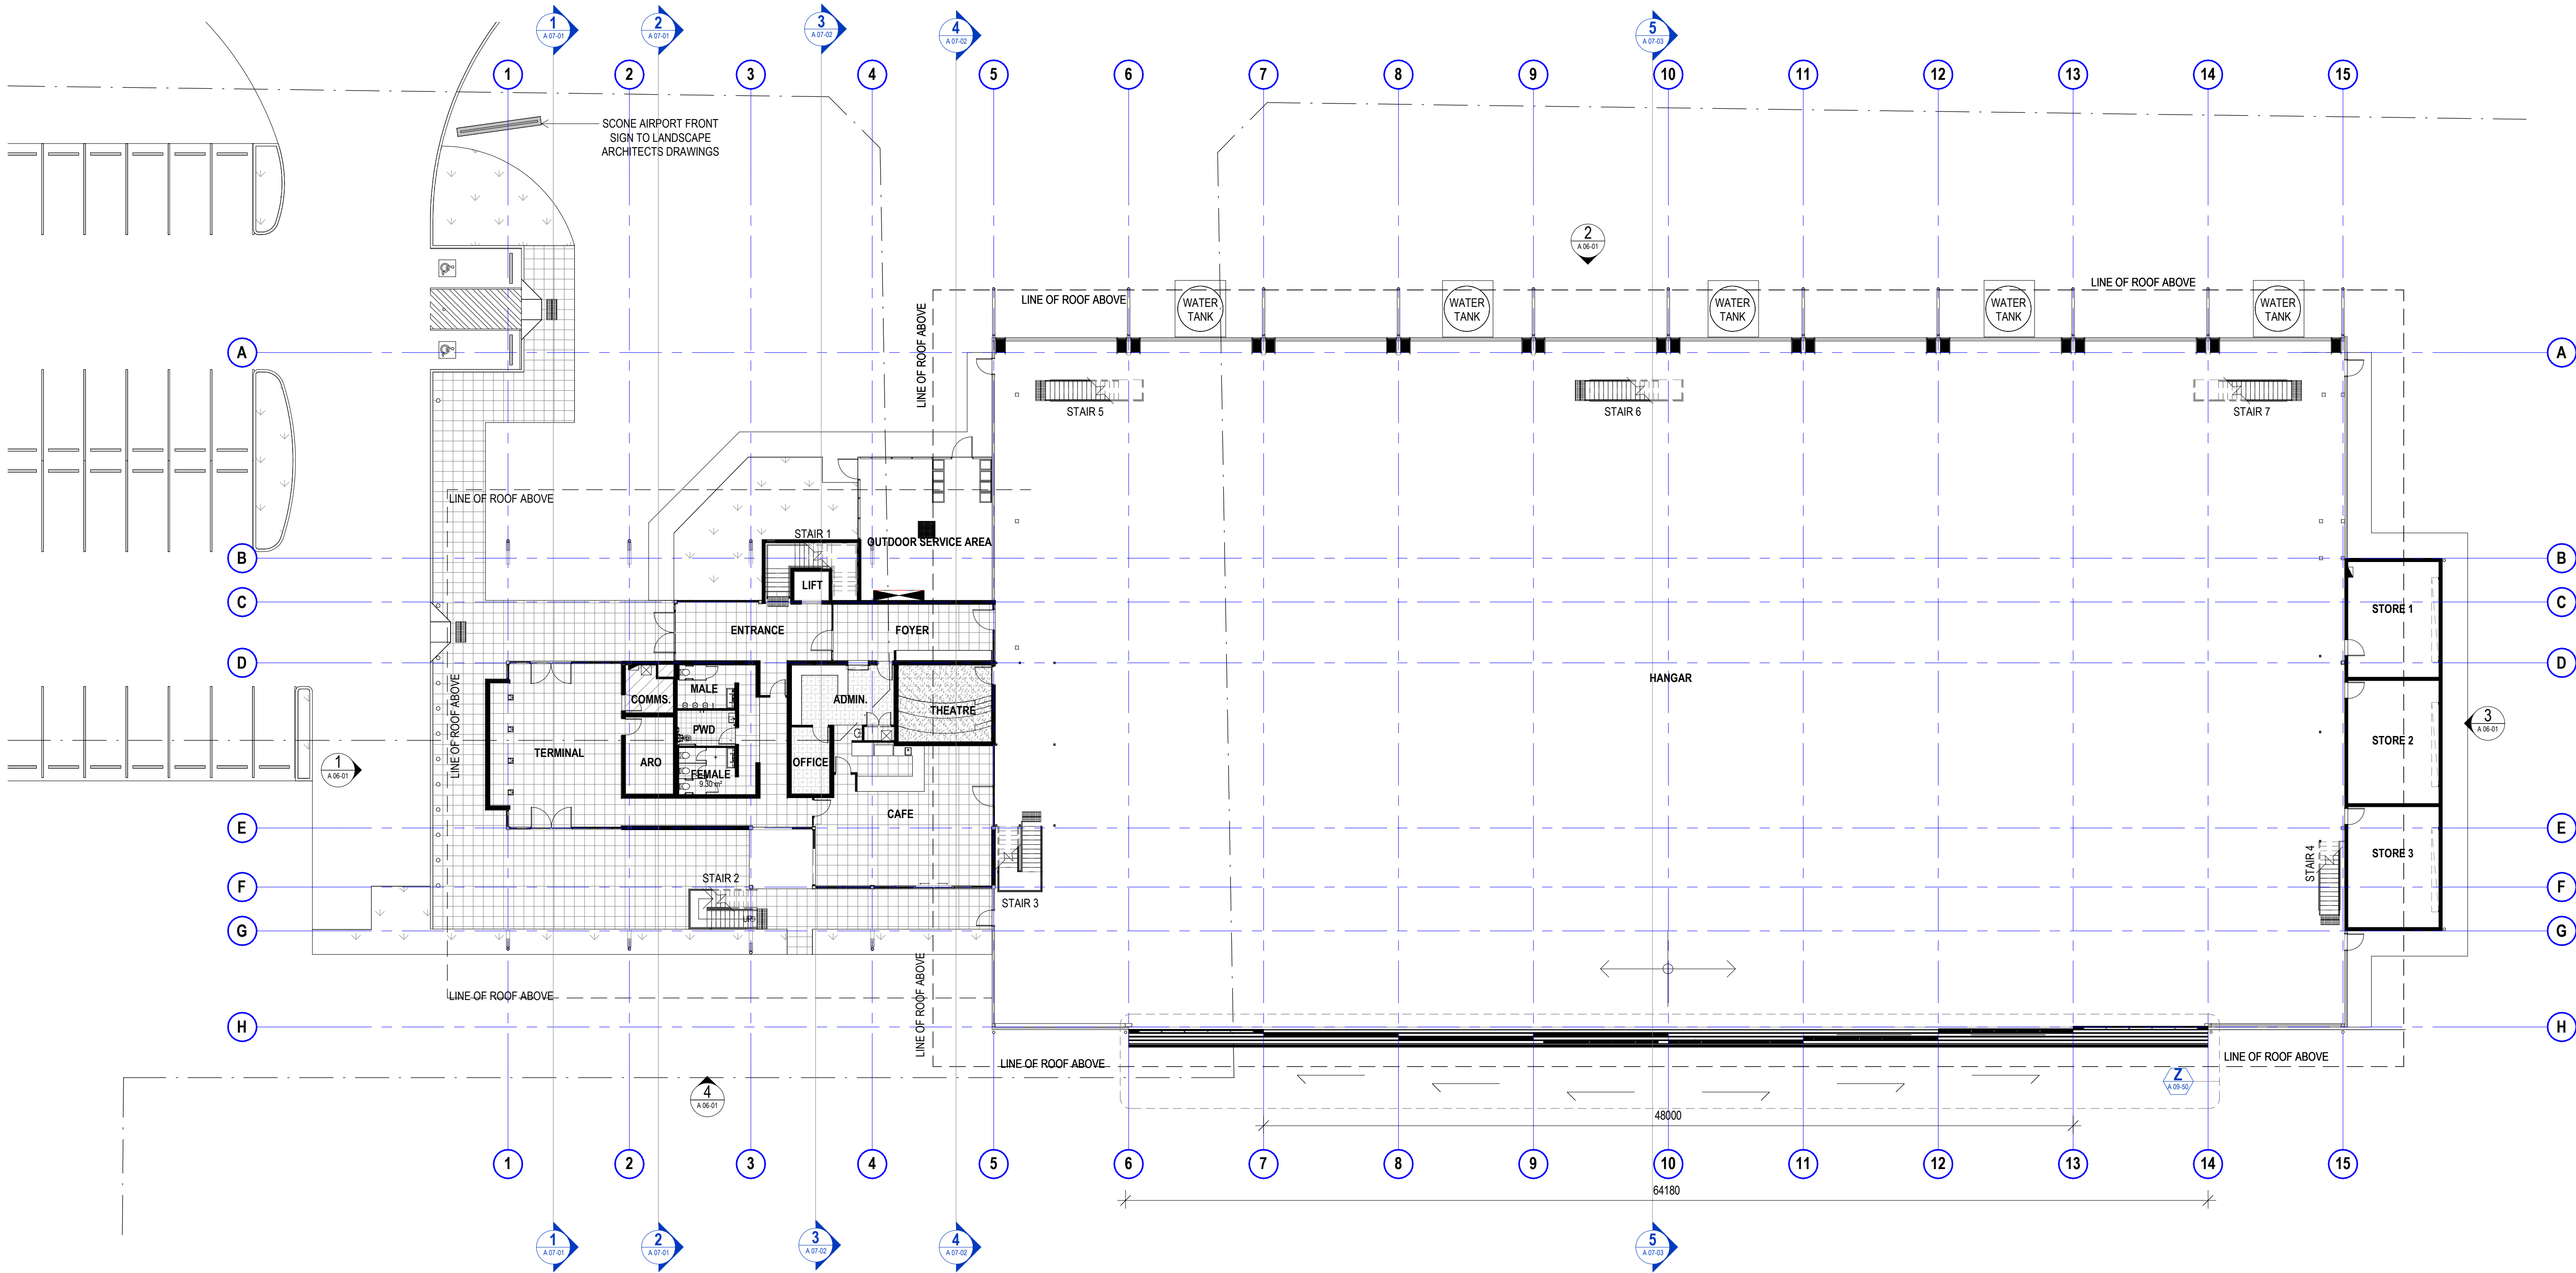 1
A 07-01
2
A 07-01
3
A 07-02
4
A 07-02
5
A 07-03
1
2
3
4
5
6
7
8
9
10
11
12
13
14
15
SCONE AIRPORT FRONT
SIGN TO LANDSCAPE
ARCHITECTS DRAWINGS
2
A 06-01
LINE OF ROOF ABOVE
LINE OF ROOF ABOVE
LINE OF ROOF ABOVE
WATER
TANK
WATER
TANK
WATER
TANK
WATER
TANK
WATER
TANK
A
A
STAIR 5
STAIR 6
STAIR 7
LINE OF ROOF ABOVE
STAIR 1
OUTDOOR SERVICE AREA
B
B
LIFT
C
C
STORE 1
ENTRANCE
FOYER
D
D
HANGAR
MALE
COMMS.
ADMIN.
THEATRE
LINE OF ROOF ABOVE
PWD
3
A 06-01
STORE 2
TERMINAL
ARO
OFFICE
FEMALE
9.30 m²
1
A 06-01
CAFE
E
E
STORE 3
STAIR 4
STAIR 2
F
F
STAIR 3
UP
G
G
LINE OF ROOF ABOVE
LINE OF ROOF ABOVE
H
H
LINE OF ROOF ABOVE
LINE OF ROOF ABOVE
Z
A 09-50
4
A 06-01
48000
1
2
3
4
5
6
7
8
9
10
11
12
13
14
15
64180
1
A 07-01
2
A 07-01
3
A 07-02
4
A 07-02
5
A 07-03